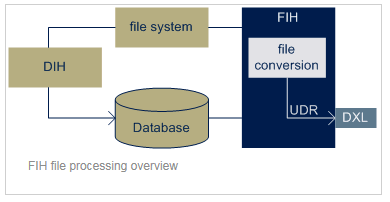 file system
FIH
file
conversion
DIH
Database
UDR
DXL
FIH file processing overview